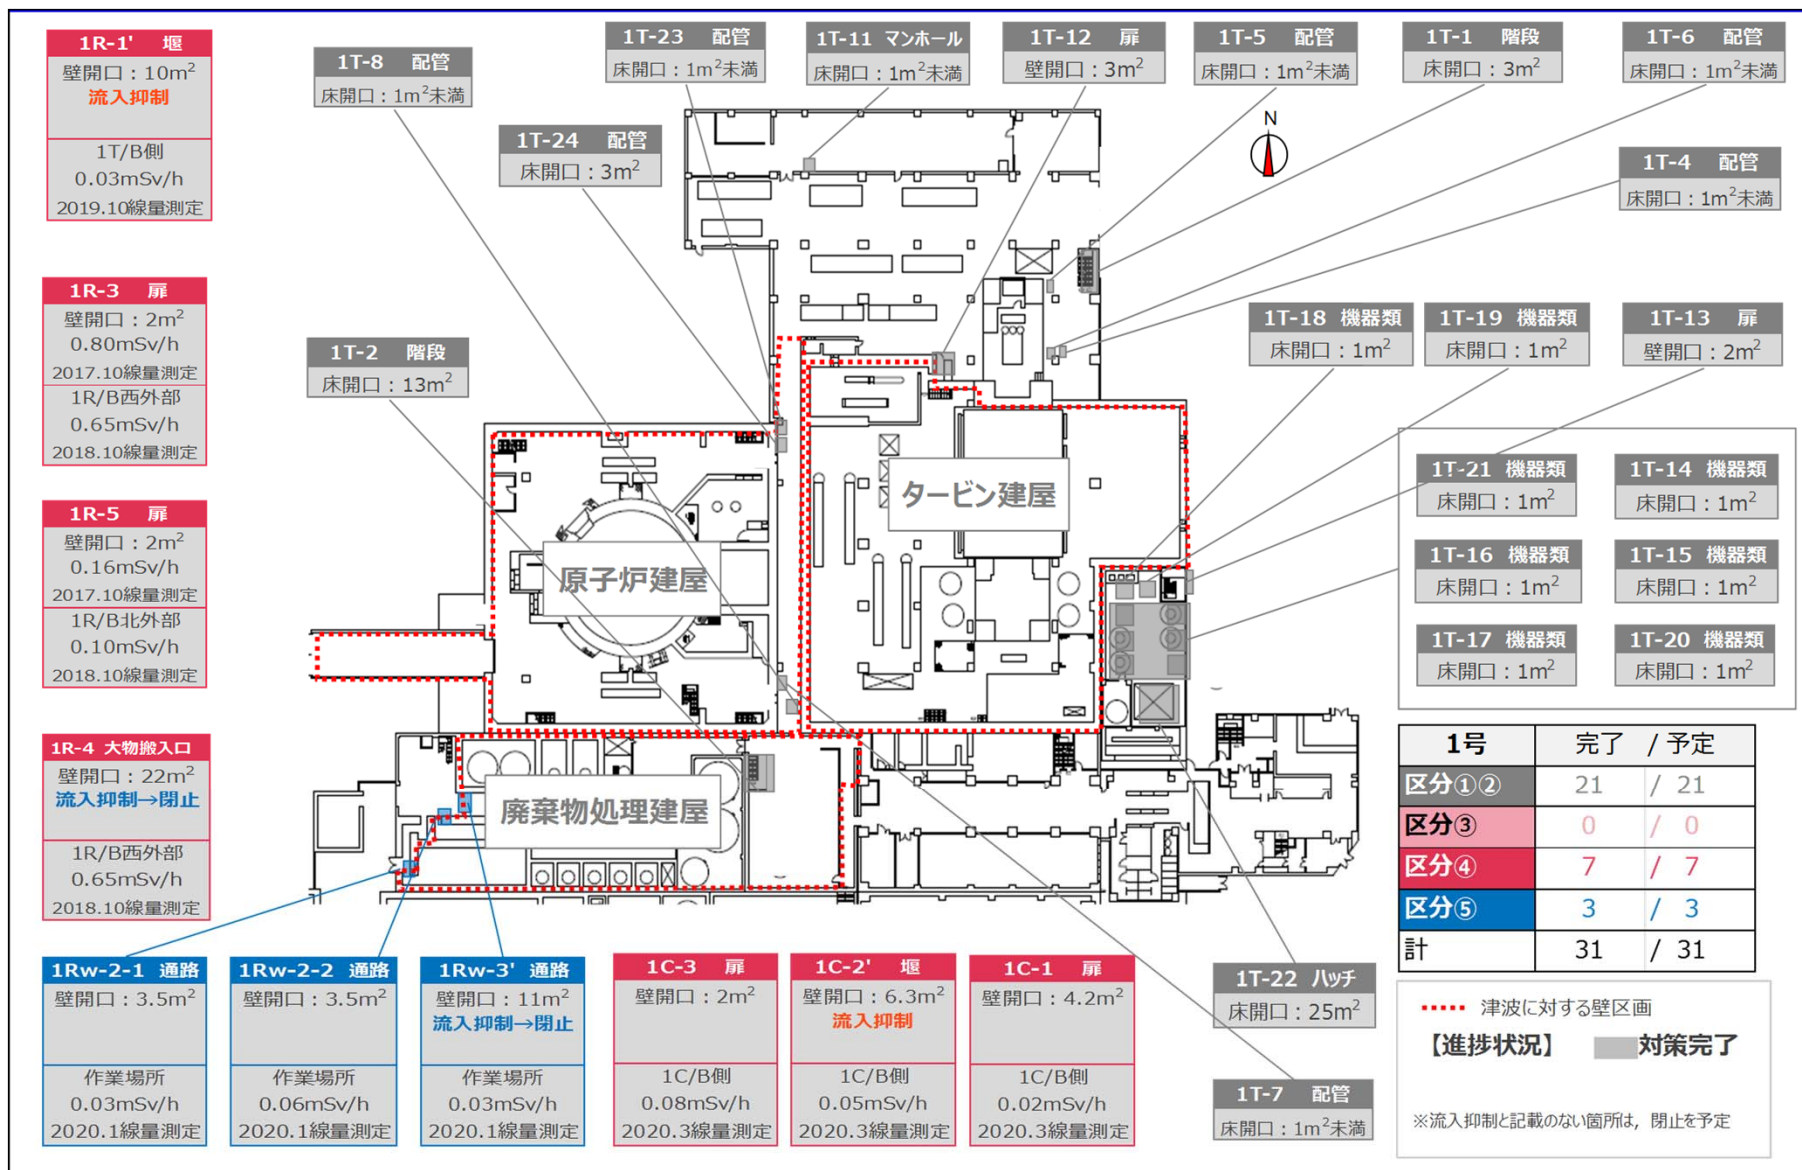 1R-1' 堰
壁開口：10m²
流入抑制
1T/B側
0.03mSv/h
2019.10線量測定
1T-8 配管
床開口：1m²未満
1T-23 配管
床開口：1m²未満
1T-11 マンホール
床開口：1m²未満
1T-12 扉
壁開口：3m²
1T-5 配管
床開口：1m²未満
1T-1 階段
床開口：3m²
1T-6 配管
床開口：1m²未満
1T-24 配管
床開口：3m²
N
1T-4 配管
床開口：1m²未満
1R-3 扉
壁開口：2m²
0.80mSv/h
2017.10線量測定
1R/B西外部
0.65mSv/h
2018.10線量測定
1T-2 階段
床開口：13m²
1T-18 機器類
床開口：1m²
1T-19 機器類
床開口：1m²
1T-13 扉
壁開口：2m²
1R-5 扉
壁開口：2m²
0.16mSv/h
2017.10線量測定
1R/B北外部
0.10mSv/h
2018.10線量測定
タービン建屋
原子炉建屋
廃棄物処理建屋
1T-21 機器類
床開口：1m²
1T-14 機器類
床開口：1m²
1T-16 機器類
床開口：1m²
1T-15 機器類
床開口：1m²
1T-17 機器類
床開口：1m²
1T-20 機器類
床開口：1m²
1R-4 大物搬入口
壁開口：22m²
流入抑制→閉止
1R/B西外部
0.65mSv/h
2018.10線量測定
1号 完了 / 予定
区分①② 21 / 21
区分③ 0 / 0
区分④ 7 / 7
区分⑤ 3 / 3
計 31 / 31
1Rw-2-1 通路
壁開口：3.5m²
作業場所
0.03mSv/h
2020.1線量測定
1Rw-2-2 通路
壁開口：3.5m²
作業場所
0.06mSv/h
2020.1線量測定
1Rw-3' 通路
壁開口：11m²
流入抑制→閉止
作業場所
0.03mSv/h
2020.1線量測定
1C-3 扉
壁開口：2m²
1C/B側
0.08mSv/h
2020.3線量測定
1C-2' 堰
壁開口：6.3m²
流入抑制
1C/B側
0.05mSv/h
2020.3線量測定
1C-1 扉
壁開口：4.2m²
1C/B側
0.02mSv/h
2020.3線量測定
1T-22 ハッチ
床開口：25m²
1T-7 配管
床開口：1m²未満
津波に対する壁区画
【進捗状況】 対策完了
※流入抑制と記載のない箇所は，閉止を予定